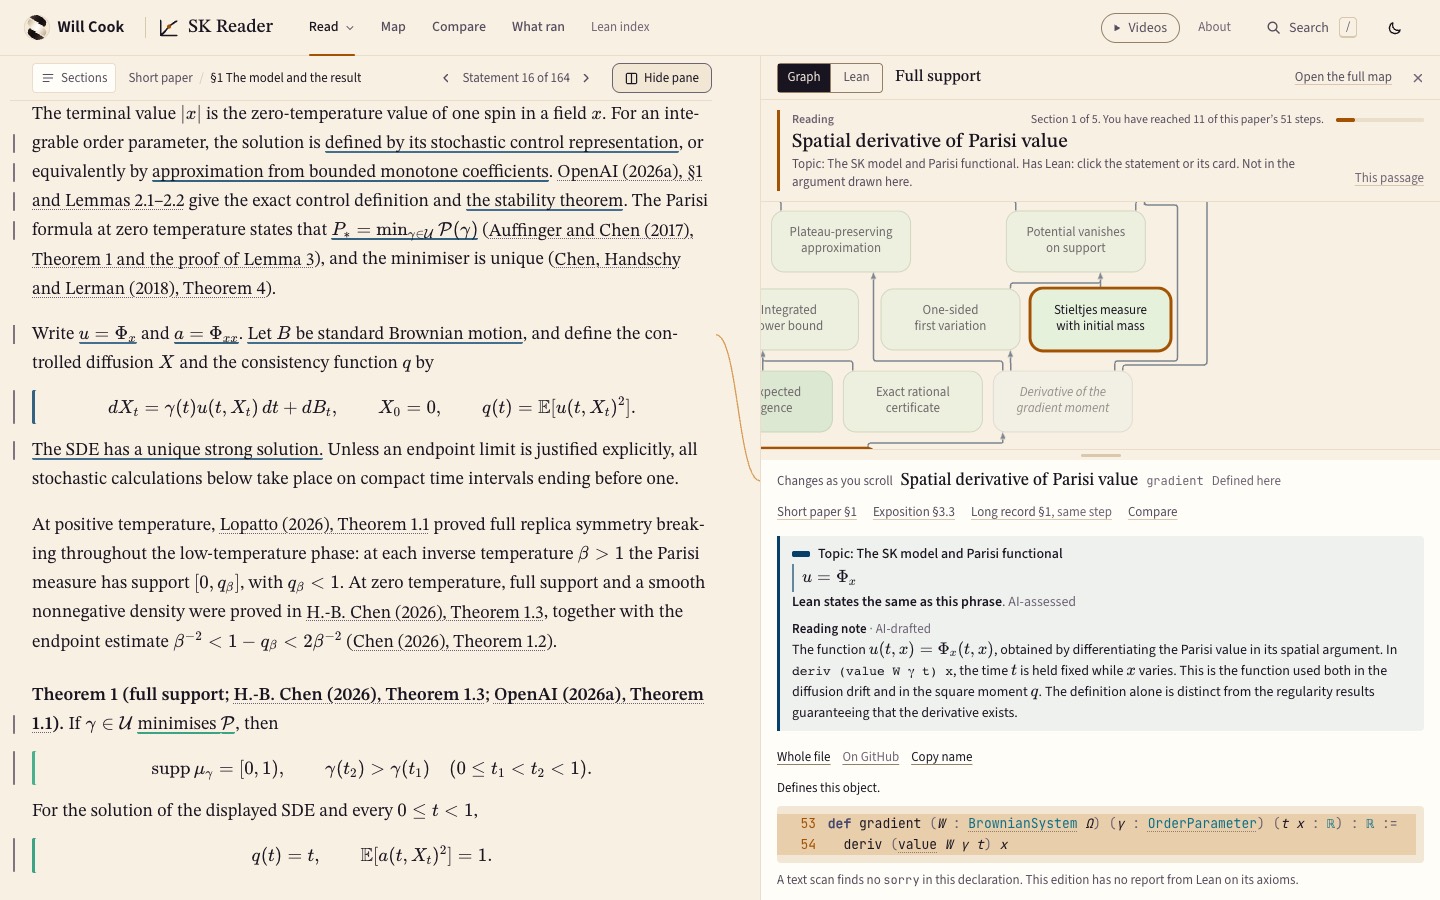 Will Cook
SK Reader
Read
Map
Compare
What ran
Lean index
Videos
About
Search /
Sections
Short paper / §1 The model and the result
Statement 16 of 164
Hide pane
The terminal value |x| is the zero-temperature value of one spin in a field x. For an inte-
grable order parameter, the solution is defined by its stochastic control representation, or
equivalently by approximation from bounded monotone coefficients. OpenAI (2026a), §1
and Lemmas 2.1–2.2 give the exact control definition and the stability theorem. The Parisi
formula at zero temperature states that P∗ = min_{γ∈𝒰} 𝒫(γ) (Auffinger and Chen (2017),
Theorem 1 and the proof of Lemma 3), and the minimiser is unique (Chen, Handschy
and Lerman (2018), Theorem 4).
Write u = Φ_x and a = Φ_xx. Let B be standard Brownian motion, and define the con-
trolled diffusion X and the consistency function q by
dX_t = γ(t)u(t, X_t) dt + dB_t, X_0 = 0, q(t) = 𝔼[u(t, X_t)²].
The SDE has a unique strong solution. Unless an endpoint limit is justified explicitly, all
stochastic calculations below take place on compact time intervals ending before one.
At positive temperature, Lopatto (2026), Theorem 1.1 proved full replica symmetry break-
ing throughout the low-temperature phase: at each inverse temperature β > 1 the Parisi
measure has support [0, q_β], with q_β < 1. At zero temperature, full support and a smooth
nonnegative density were proved in H.-B. Chen (2026), Theorem 1.3, together with the
endpoint estimate β⁻² < 1 − q_β < 2β⁻² (Chen (2026), Theorem 1.2).
Theorem 1 (full support; H.-B. Chen (2026), Theorem 1.3; OpenAI (2026a), Theorem
1.1). If γ ∈ 𝒰 minimises 𝒫, then
supp μ_γ = [0, 1), γ(t₂) > γ(t₁) (0 ≤ t₁ < t₂ < 1).
For the solution of the displayed SDE and every 0 ≤ t < 1,
q(t) = t, 𝔼[a(t, X_t)²] = 1.
Graph
Lean
Full support
Open the full map ×
Reading
Section 1 of 5. You have reached 11 of this paper's 51 steps.
Spatial derivative of Parisi value
Topic: The SK model and Parisi functional. Has Lean: click the statement or its card. Not in the
argument drawn here.
This passage
Plateau-preserving
approximation
Potential vanishes
on support
Integrated
ower bound
One-sided
first variation
Stieltjes measure
with initial mass
xpected
gence
Exact rational
certificate
Derivative of the
gradient moment
Changes as you scroll Spatial derivative of Parisi value gradient Defined here
Short paper §1 Exposition §3.3 Long record §1, same step Compare
Topic: The SK model and Parisi functional
u = Φ_x
Lean states the same as this phrase. AI-assessed
Reading note · AI-drafted
The function u(t, x) = Φ_x(t, x), obtained by differentiating the Parisi value in its spatial argument. In
deriv (value W γ t) x, the time t is held fixed while x varies. This is the function used both in the
diffusion drift and in the square moment q. The definition alone is distinct from the regularity results
guaranteeing that the derivative exists.
Whole file On GitHub Copy name
Defines this object.
53 def gradient (W : BrownianSystem Ω) (γ : OrderParameter) (t x : ℝ) : ℝ :=
54 deriv (value W γ t) x
A text scan finds no sorry in this declaration. This edition has no report from Lean on its axioms.